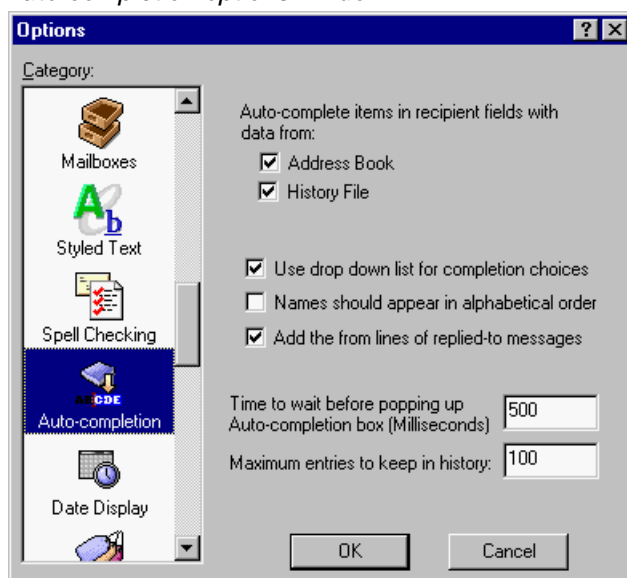 Options
Category:
Mailboxes
Styled Text
Spell Checking
Auto-completion
Date Display
Auto-complete items in recipient fields with
data from:
Address Book
History File
Use drop down list for completion choices
Names should appear in alphabetical order
Add the from lines of replied-to messages
Time to wait before popping up
Auto-completion box (Milliseconds)
500
Maximum entries to keep in history:
100
OK
Cancel